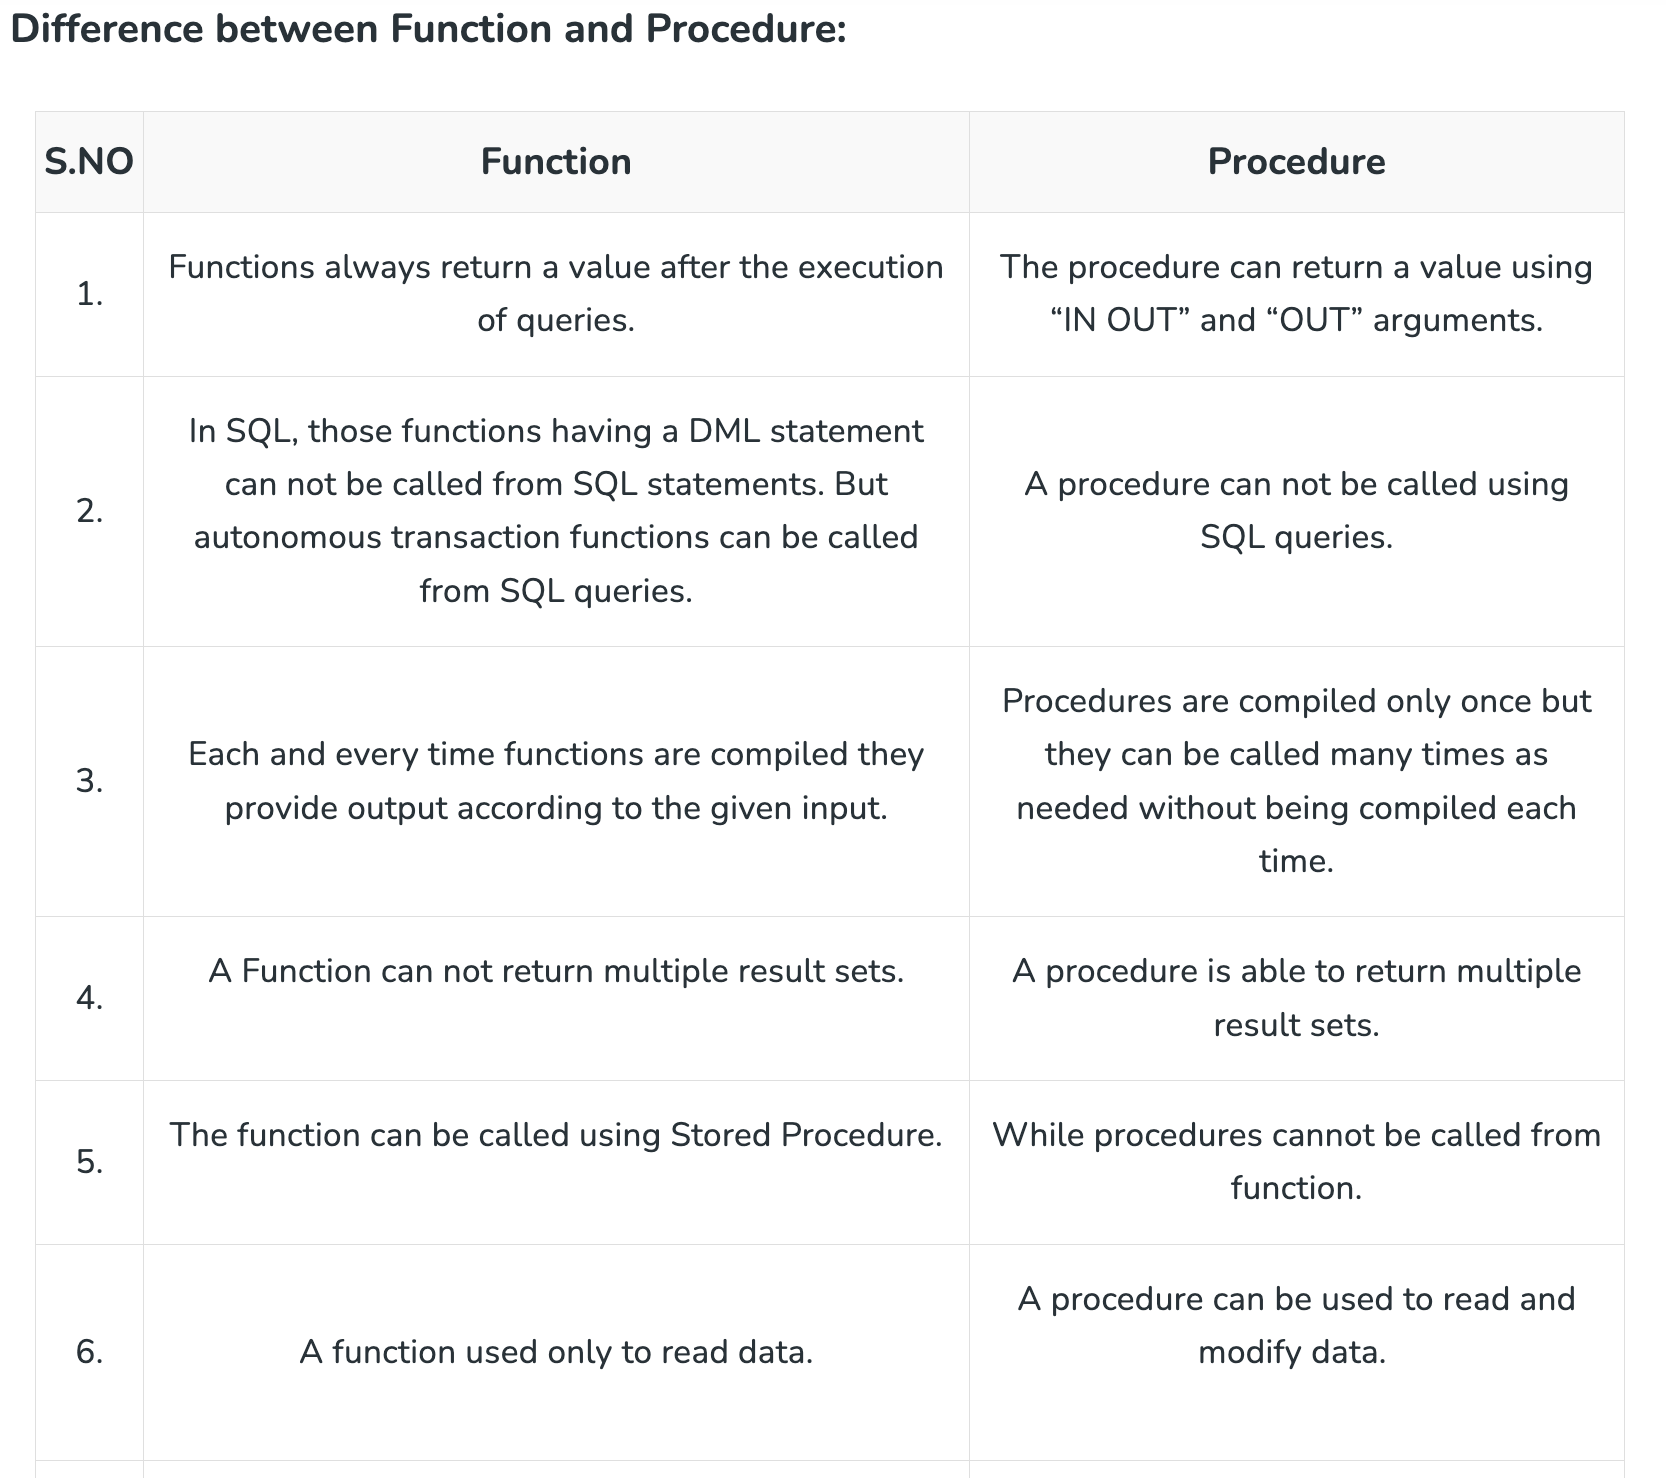 Difference between Function and Procedure:
S.NO Function Procedure
1. Functions always return a value after the execution
of queries.
The procedure can return a value using
“IN OUT” and “OUT” arguments.
2. In SQL, those functions having a DML statement
can not be called from SQL statements. But
autonomous transaction functions can be called
from SQL queries.
A procedure can not be called using
SQL queries.
3. Each and every time functions are compiled they
provide output according to the given input.
Procedures are compiled only once but
they can be called many times as
needed without being compiled each
time.
4. A Function can not return multiple result sets.
A procedure is able to return multiple
result sets.
5. The function can be called using Stored Procedure.
While procedures cannot be called from
function.
6. A function used only to read data.
A procedure can be used to read and
modify data.